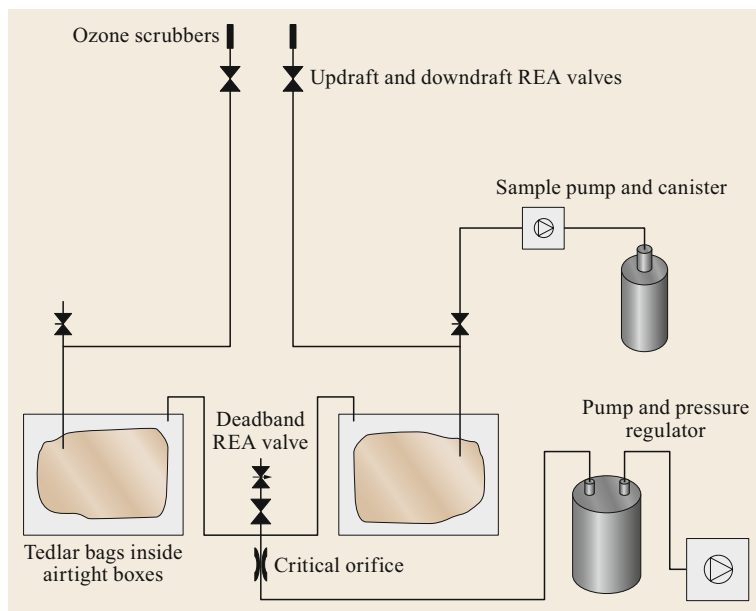 Ozone scrubbers
Updraft and downdraft REA valves
Sample pump and canister
Deadband
REA valve
Pump and pressure
regulator
Tedlar bags inside
airtight boxes
Critical orifice